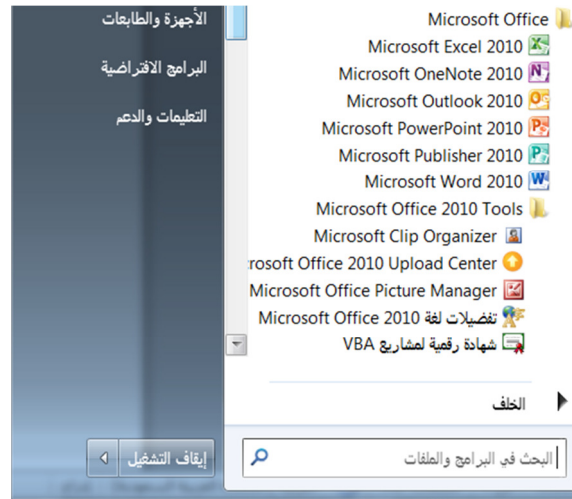 Microsoft Office
Microsoft Excel 2010
Microsoft OneNote 2010
Microsoft Outlook 2010
Microsoft PowerPoint 2010
Microsoft Publisher 2010
Microsoft Word 2010
Microsoft Office 2010 Tools
Microsoft Clip Organizer
rosoft Office 2010 Upload Center
Microsoft Office Picture Manager
تفضيلات لغة Microsoft Office 2010
شهادة رقمية لمشاريع VBA
الخلف
البحث في البرامج والملفات
الأجهزة والطابعات
البرامج الافتراضية
التعليمات والدعم
إيقاف التشغيل